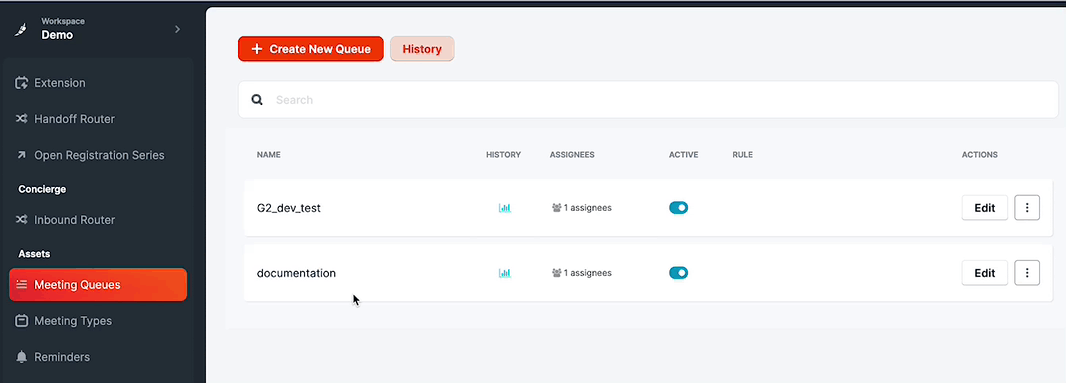 Workspace
Demo
Extension
Handoff Router
Open Registration Series
Concierge
Inbound Router
Assets
Meeting Queues
Meeting Types
Reminders
+ Create New Queue
History
Search
NAME HISTORY ASSIGNEES ACTIVE RULE ACTIONS
G2_dev_test 1 assignees Edit
documentation 1 assignees Edit